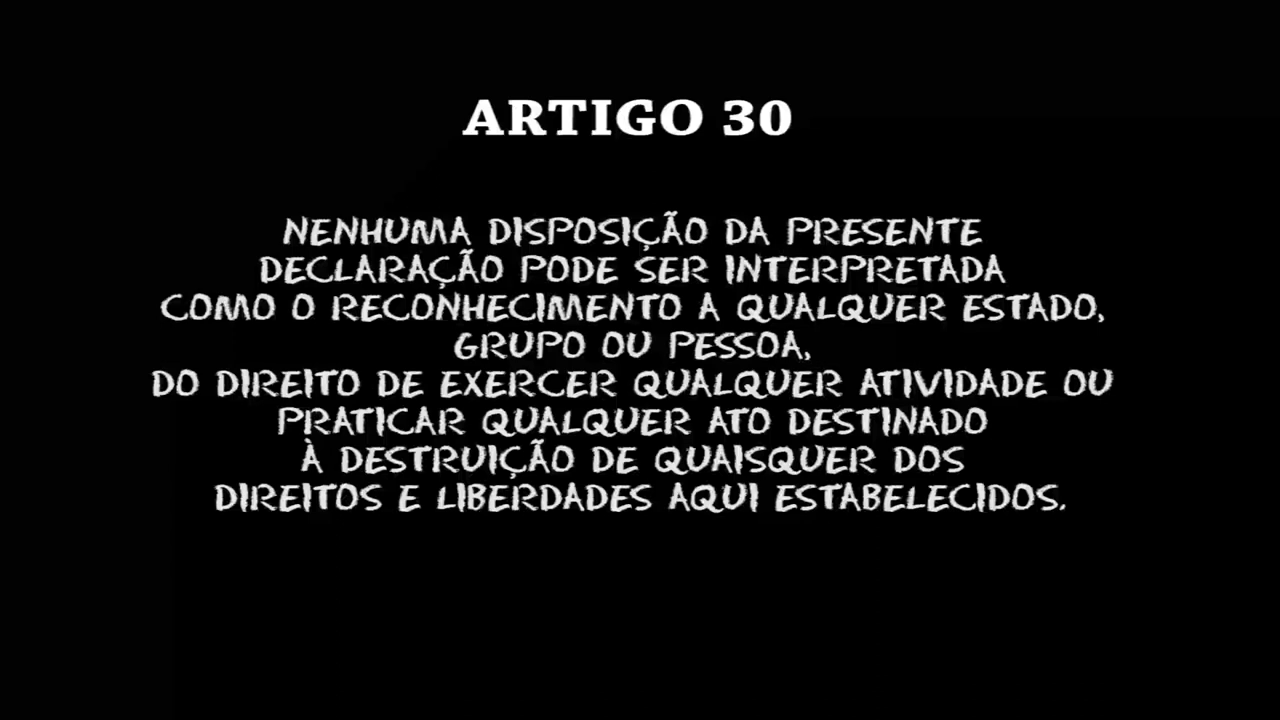 ARTIGO 30
NENHUMA DISPOSIÇÃO DA PRESENTE
DECLARAÇÃO PODE SER INTERPRETADA
COMO O RECONHECIMENTO A QUALQUER ESTADO,
GRUPO OU PESSOA,
DO DIREITO DE EXERCER QUALQUER ATIVIDADE OU
PRATICAR QUALQUER ATO DESTINADO
À DESTRUIÇÃO DE QUAISQUER DOS
DIREITOS E LIBERDADES AQUI ESTABELECIDOS.